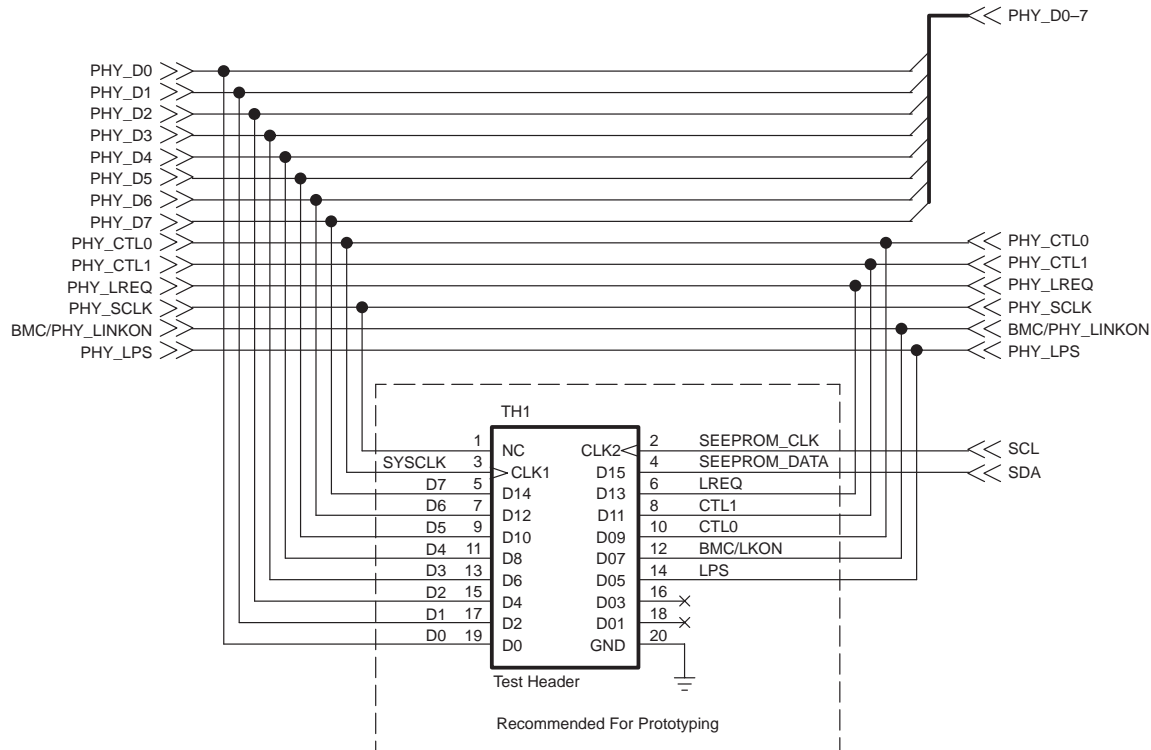 PHY_D0–7
PHY_D0
PHY_D1
PHY_D2
PHY_D3
PHY_D4
PHY_D5
PHY_D6
PHY_D7
PHY_CTL0 PHY_CTL0
PHY_CTL1 PHY_CTL1
PHY_LREQ PHY_LREQ
PHY_SCLK PHY_SCLK
BMC/PHY_LINKON BMC/PHY_LINKON
PHY_LPS PHY_LPS
TH1
1 NC CLK2 2 SEEPROM_CLK SCL
SYSCLK 3 CLK1 D15 4 SEEPROM_DATA SDA
D7 5 D14 D13 6 LREQ
D6 7 D12 D11 8 CTL1
D5 9 D10 D09 10 CTL0
D4 11 D8 D07 12 BMC/LKON
D3 13 D6 D05 14 LPS
D2 15 D4 D03 16
D1 17 D2 D01 18
D0 19 D0 GND 20
Test Header
Recommended For Prototyping